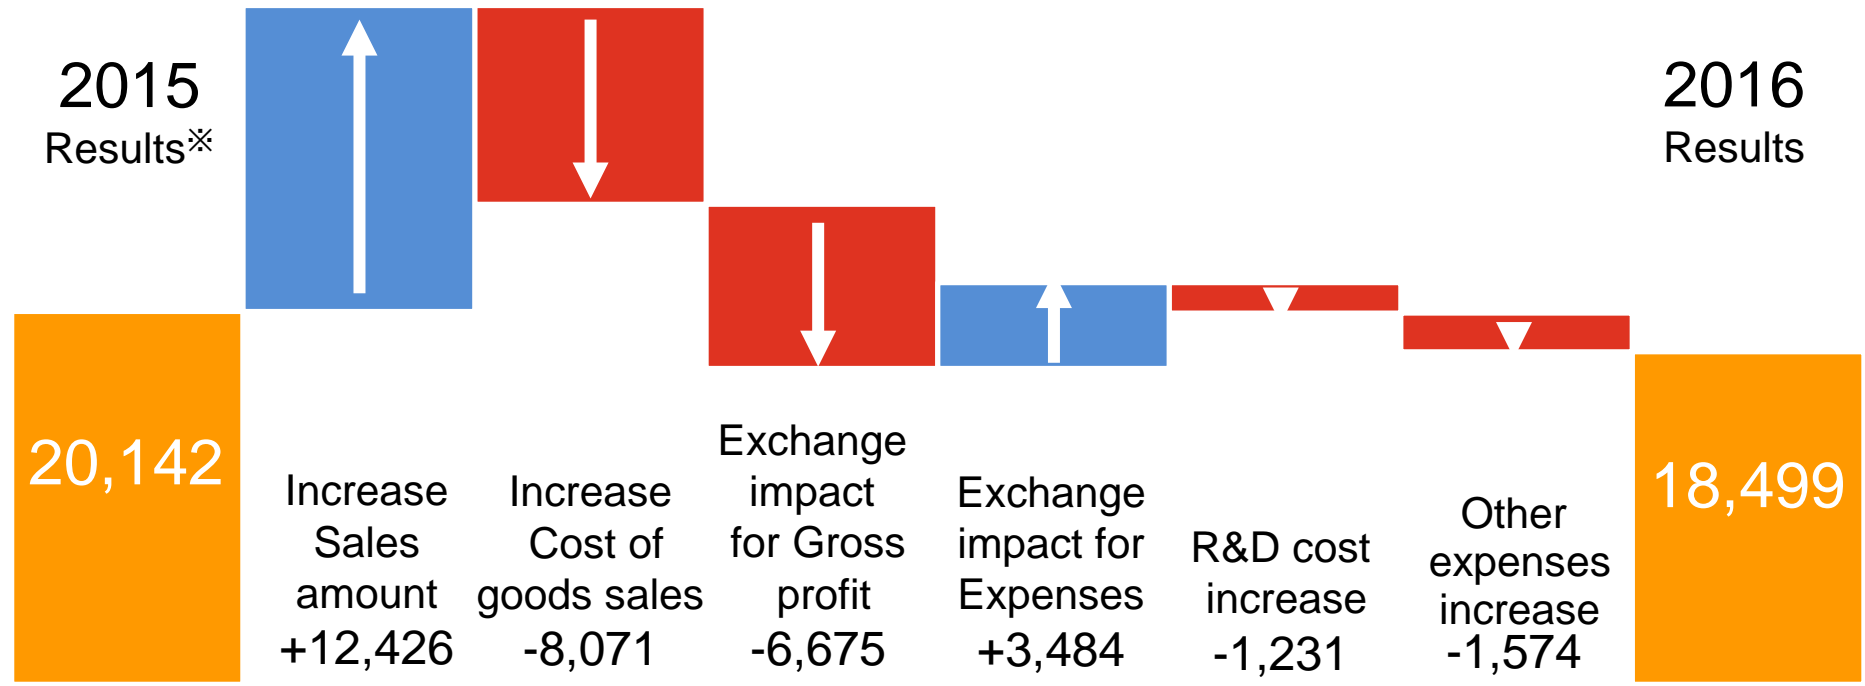 2015
Results※
20,142
Increase
Sales
amount
+12,426
Increase
Cost of
goods sales
-8,071
Exchange
impact
for Gross
profit
-6,675
Exchange
impact for
Expenses
+3,484
R&D cost
increase
-1,231
Other
expenses
increase
-1,574
2016
Results
18,499